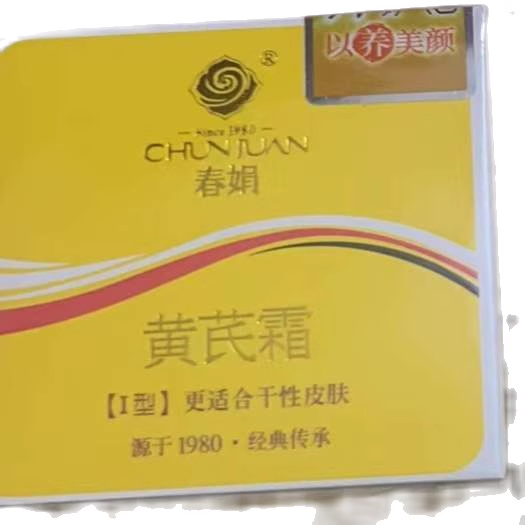 以养美颜
®
Since 1980
CHUNJUAN
春娟
黄芪霜
【I型】更适合干性皮肤
源于1980·经典传承